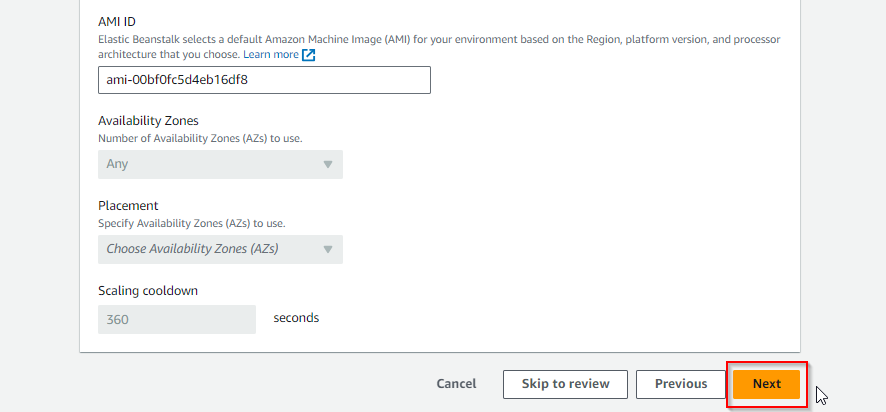 AMI ID
Elastic Beanstalk selects a default Amazon Machine Image (AMI) for your environment based on the Region, platform version, and processor
architecture that you choose. Learn more
ami-00bf0fc5d4eb16df8
Availability Zones
Number of Availability Zones (AZs) to use.
Any
Placement
Specify Availability Zones (AZs) to use.
Choose Availability Zones (AZs)
Scaling cooldown
360 seconds
Cancel Skip to review Previous Next